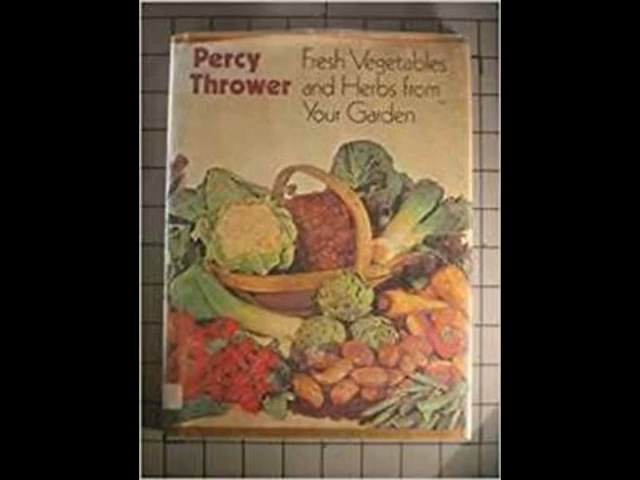 Percy
Thrower
Fresh Vegetables
and Herbs from
Your Garden